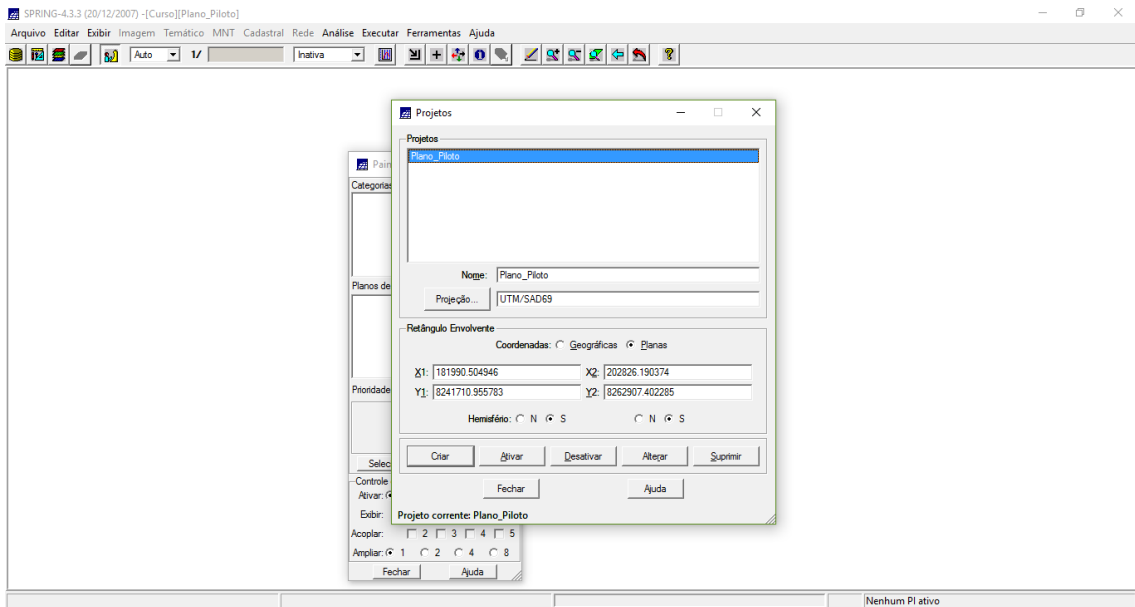 SPRING-4.3.3 (20/12/2007) -[Curso][Plano_Piloto]
Arquivo Editar Exibir Imagem Temático MNT Cadastral Rede Análise Executar Ferramentas Ajuda
Auto 1/ Inativa
Projetos
Projetos
Plano_Piloto
Nome: Plano_Piloto
Projeção... UTM/SAD69
Retângulo Envolvente
Coordenadas: Geográficas Planas
X1: 181990.504946 X2: 202826.190374
Y1: 8241710.955783 Y2: 8262907.402285
Hemisfério: N S N S
Criar Ativar Desativar Alterar Suprimir
Fechar Ajuda
Projeto corrente: Plano_Piloto
Pain
Categorias
Planos de
Prioridade
Selec
Controle
Ativar:
Exibir:
Acoplar: 2 3 4 5
Ampliar: 1 2 4 8
Fechar Ajuda
Nenhum PI ativo